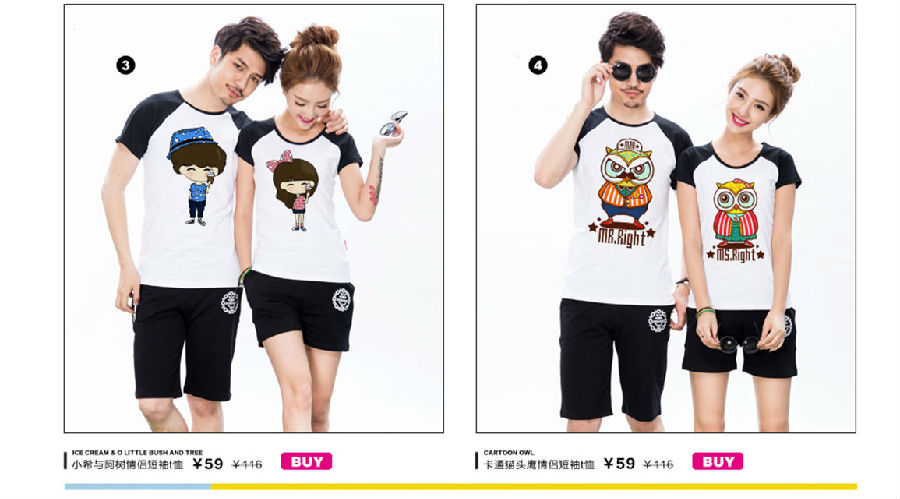 3
4
MR.Right
MS.Right
ICE CREAM & O LITTLE BUSH AND TREE
小希与阿树情侣短袖t恤 ¥59 ¥116 BUY
CARTOON OWL
卡通猫头鹰情侣短袖t恤 ¥59 ¥116 BUY